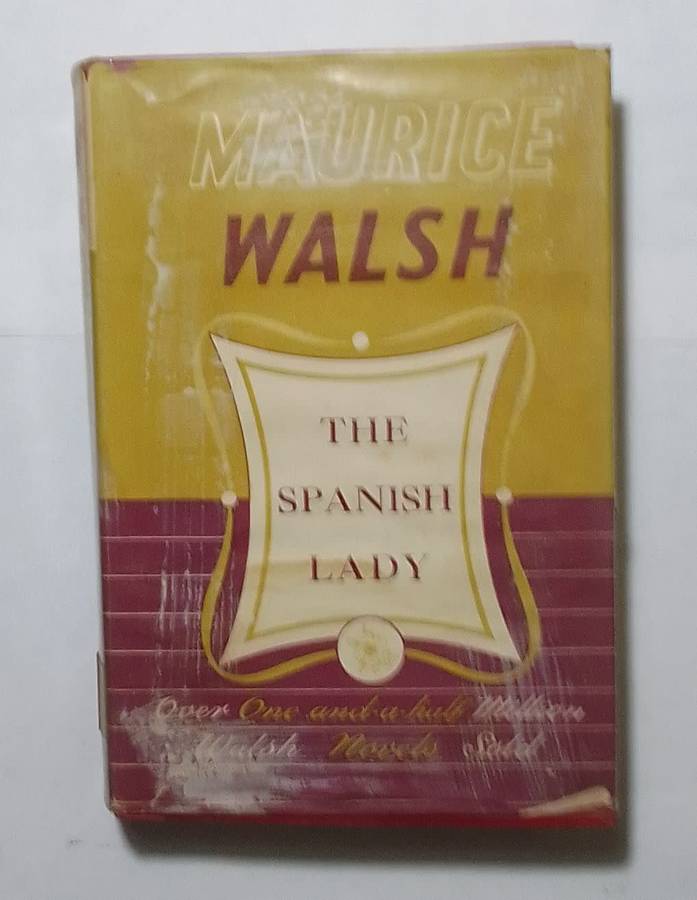 MAURICE
WALSH
THE
SPANISH
LADY
Over One and-a-half Million
Walsh Novels Sold